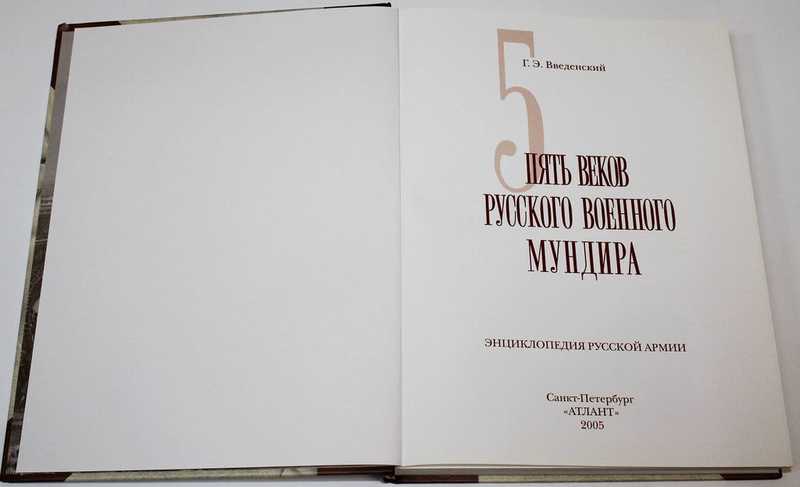 5
Г. Э. Введенский
ПЯТЬ ВЕКОВ
РУССКОГО ВОЕННОГО
МУНДИРА
ЭНЦИКЛОПЕДИЯ РУССКОЙ АРМИИ
Санкт-Петербург
«АТЛАНТ»
2005